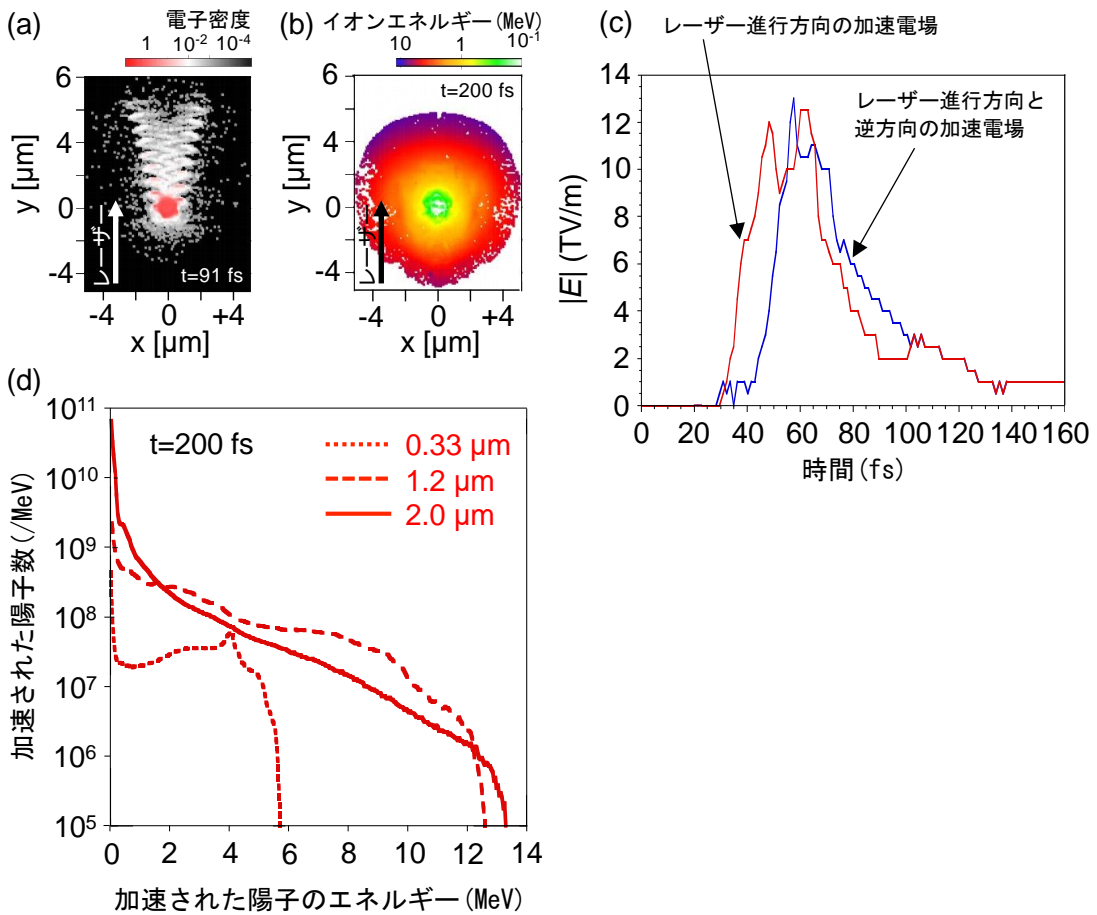 (a)
電子密度
1 10-2 10-4
6
4
2
0
-4
y [μm]
レーザー
t=91 fs
-4 0 +4
x [μm]
(b)
イオンエネルギー(MeV)
10 1 10-1
t=200 fs
6
4
2
0
-4
y [μm]
レーザー
-4 0 +4
x [μm]
(c)
レーザー進行方向の加速電場
レーザー進行方向と
逆方向の加速電場
14
12
10
8
6
4
2
0
|E| (TV/m)
0 20 40 60 80 100 120 140 160
時間(fs)
(d)
t=200 fs
0.33 μm
1.2 μm
2.0 μm
1011
1010
109
108
107
106
105
加速された陽子数(/MeV)
0 2 4 6 8 10 12 14
加速された陽子のエネルギー(MeV)